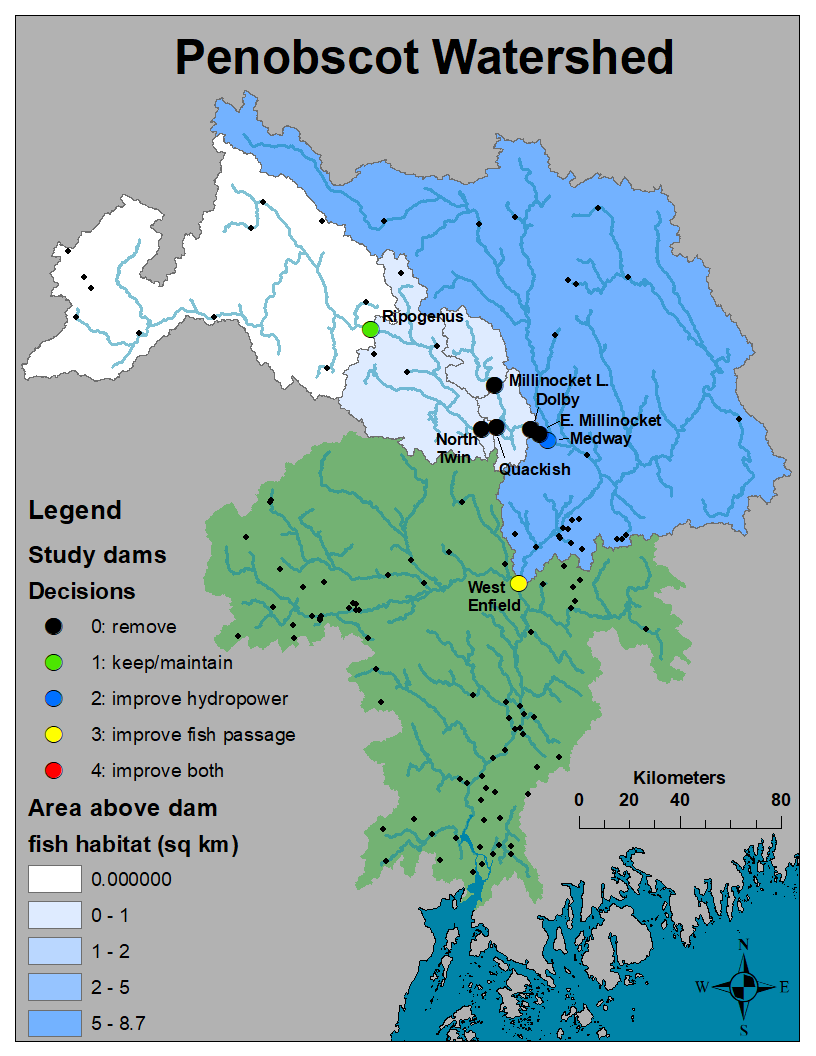 Penobscot Watershed
Ripogenus
Millinocket L.
Dolby
E. Millinocket
Medway
North
Twin
Quackish
West
Enfield
Legend
Study dams
Decisions
0: remove
1: keep/maintain
2: improve hydropower
3: improve fish passage
4: improve both
Area above dam
fish habitat (sq km)
0.000000
0 - 1
1 - 2
2 - 5
5 - 8.7
Kilometers
0 20 40 80
N
W E
S